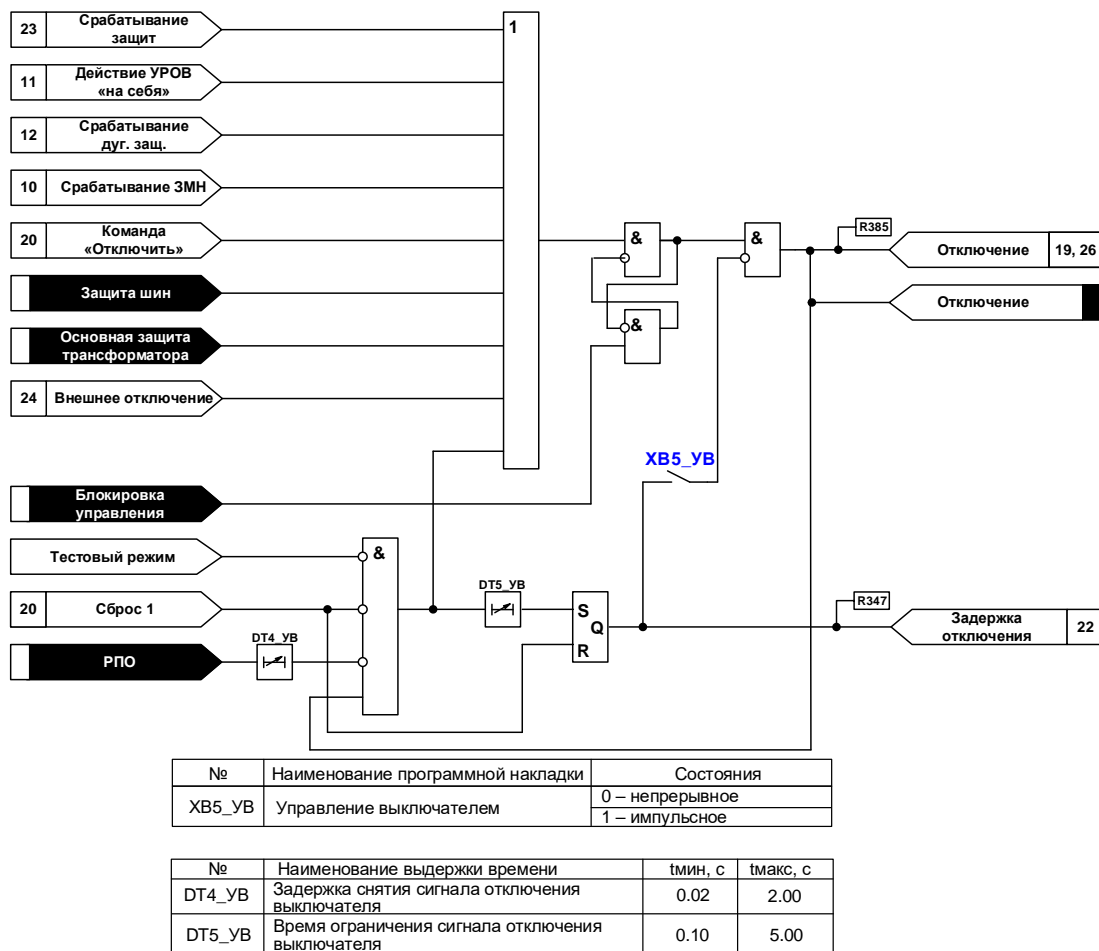 23 Срабатывание
защит
1
11 Действие УРОВ
«на себя»
12 Срабатывание
дуг. защ.
10 Срабатывание ЗМН
20 Команда
«Отключить»
&
&
R385
Отключение 19, 26
Защита шин
Отключение
Основная защита
трансформатора
&
24 Внешнее отключение
XB5_УВ
Блокировка
управления
Тестовый режим
&
DT5_УВ
20 Сброс 1
S
Q
R
R347
Задержка
отключения 22
DT4_УВ
РПО
№ Наименование программной накладки Состояния
XB5_УВ Управление выключателем 0 – непрерывное
1 – импульсное
№ Наименование выдержки времени tмин, с tмакс, с
DT4_УВ Задержка снятия сигнала отключения
выключателя 0.02 2.00
DT5_УВ Время ограничения сигнала отключения
выключателя 0.10 5.00